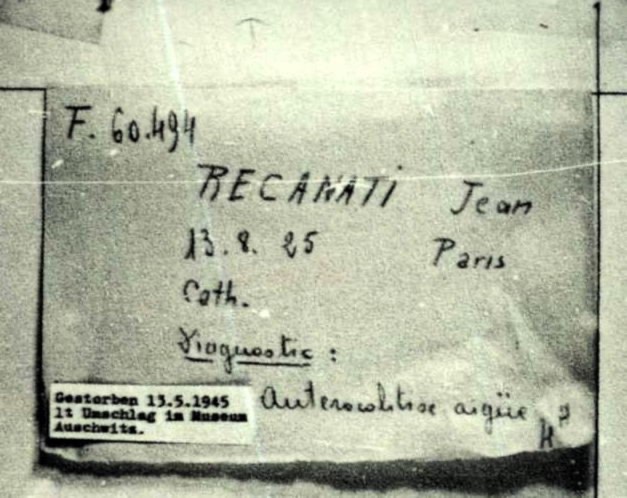 F. 60.494
RECANATI Jean
13.8.25 Paris
Cath.
Diagnostic :
Anterocolitise aigüe
Gestorben 13.5.1945
lt Umschlag im Museum
Auschwitz.